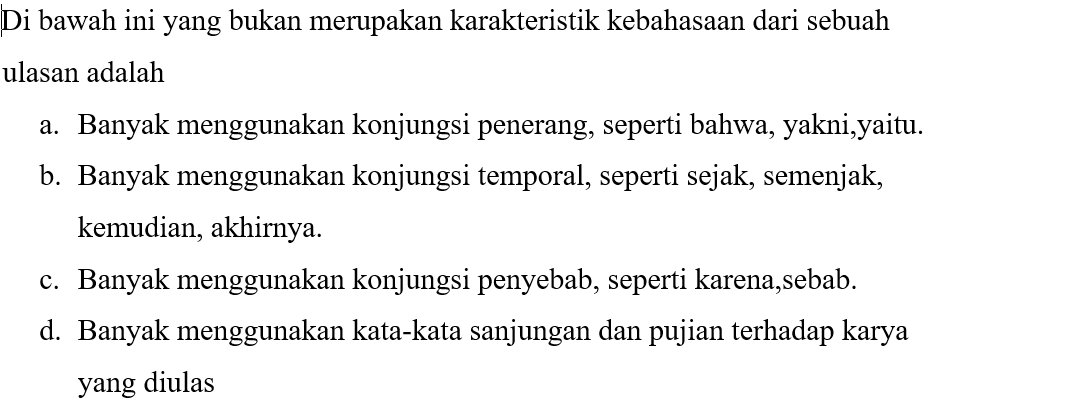 Di bawah ini yang bukan merupakan karakteristik kebahasaan dari sebuah
ulasan adalah
a. Banyak menggunakan konjungsi penerang, seperti bahwa, yakni,yaitu.
b. Banyak menggunakan konjungsi temporal, seperti sejak, semenjak,
kemudian, akhirnya.
c. Banyak menggunakan konjungsi penyebab, seperti karena,sebab.
d. Banyak menggunakan kata-kata sanjungan dan pujian terhadap karya
yang diulas